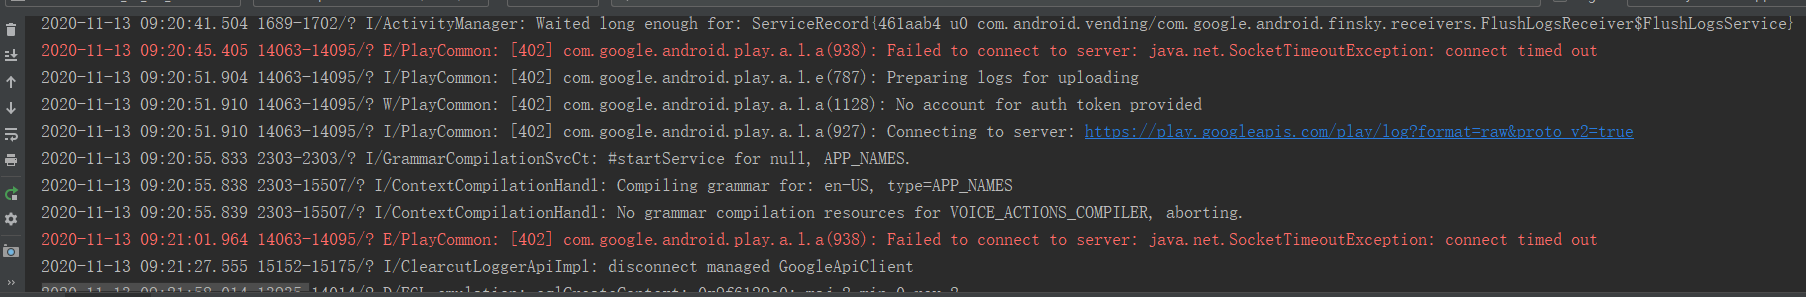 2020-11-13 09:20:41.504 1689-1702/? I/ActivityManager: Waited long enough for: ServiceRecord{461aab4 u0 com.android.vending/com.google.android.finsky.receivers.FlushLogsReceiver$FlushLogsService}
2020-11-13 09:20:45.405 14063-14095/? E/PlayCommon: [402] com.google.android.play.a.l.a(938): Failed to connect to server: java.net.SocketTimeoutException: connect timed out
2020-11-13 09:20:51.904 14063-14095/? I/PlayCommon: [402] com.google.android.play.a.l.e(787): Preparing logs for uploading
2020-11-13 09:20:51.910 14063-14095/? W/PlayCommon: [402] com.google.android.play.a.l.a(1128): No account for auth token provided
2020-11-13 09:20:51.910 14063-14095/? I/PlayCommon: [402] com.google.android.play.a.l.a(927): Connecting to server: https://play.googleapis.com/play/log?format=raw&proto_v2=true
2020-11-13 09:20:55.833 2303-2303/? I/GrammarCompilationSvcCt: #startService for null, APP_NAMES.
2020-11-13 09:20:55.838 2303-15507/? I/ContextCompilationHandl: Compiling grammar for: en-US, type=APP_NAMES
2020-11-13 09:20:55.839 2303-15507/? I/ContextCompilationHandl: No grammar compilation resources for VOICE_ACTIONS_COMPILER, aborting.
2020-11-13 09:21:01.964 14063-14095/? E/PlayCommon: [402] com.google.android.play.a.l.a(938): Failed to connect to server: java.net.SocketTimeoutException: connect timed out
2020-11-13 09:21:27.555 15152-15175/? I/ClearcutLoggerApiImpl: disconnect managed GoogleApiClient
2020-11-13